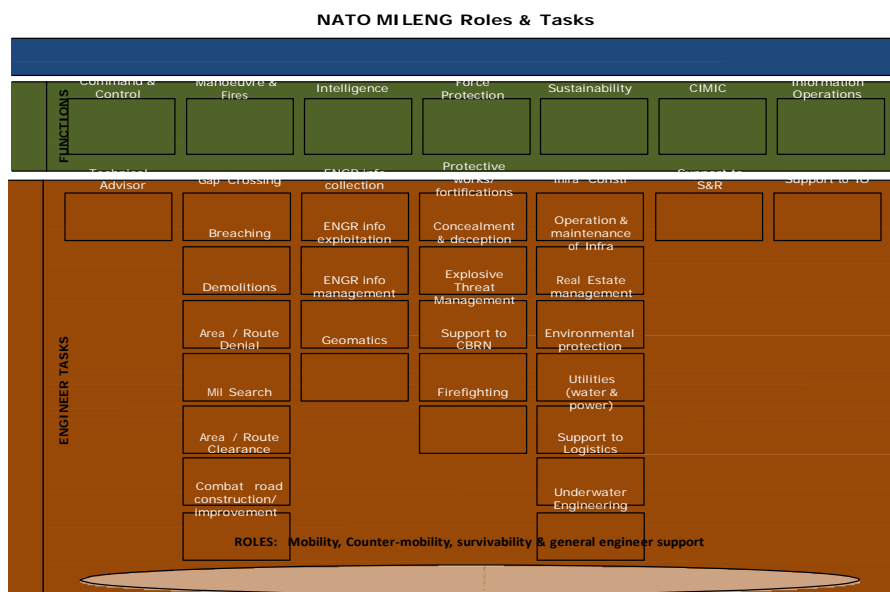 NATO MILENG Roles & Tasks
FUNCTIONS
Command &
Control
Manoeuvre &
Fires
Intelligence
Force
Protection
Sustainability
CIMIC
Information
Operations
ENGINEER TASKS
Technical
Advisor
Gap Crossing
Breaching
Demolitions
Area / Route
Denial
Mil Search
Area / Route
Clearance
Combat road
construction/
improvement
ENGR info
collection
ENGR info
exploitation
ENGR info
management
Geomatics
Protective
works/
fortifications
Concealment
& deception
Explosive
Threat
Management
Support to
CBRN
Firefighting
Infra Constr
Operation &
maintenance
of Infra
Real Estate
management
Environmental
protection
Utilities
(water &
power)
Support to
Logistics
Underwater
Engineering
Support to
S&R
Support to IO
ROLES: Mobility, Counter-mobility, survivability & general engineer support